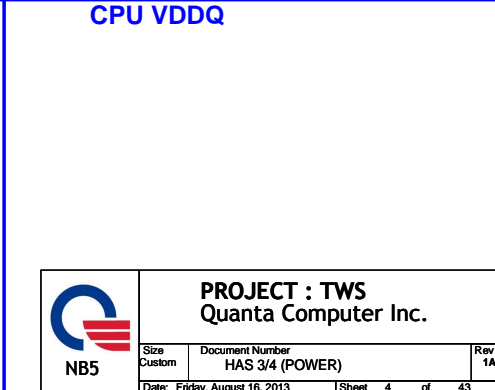 CPU VDDQ
PROJECT : TWS
Quanta Computer Inc.
NB5
Size Document Number Rev
Custom HAS 3/4 (POWER) 1A
Date: Friday, August 16, 2013 Sheet 4 of 43